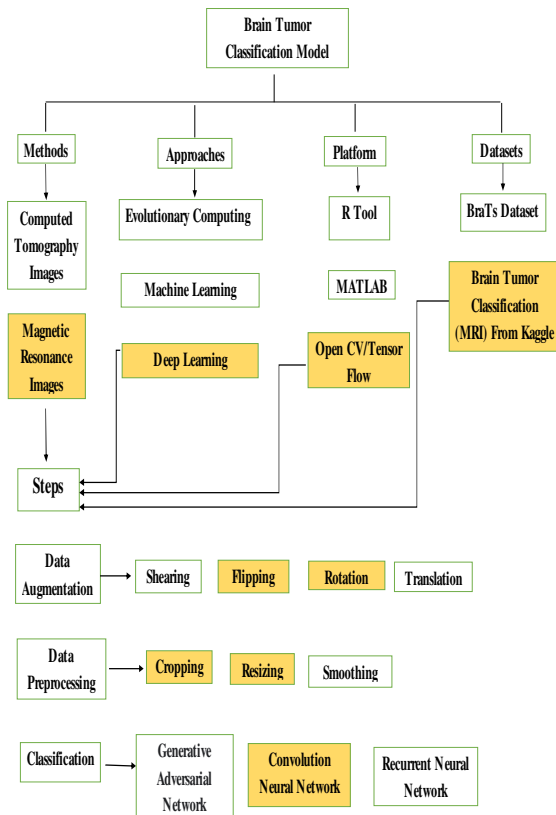 Brain Tumor
Classification Model
Methods
Approaches
Platform
Datasets
Computed
Tomography
Images
Evolutionary Computing
R Tool
BraTs Dataset
Machine Learning
MATLAB
Brain Tumor
Classification
(MRI) From Kaggle
Magnetic
Resonance
Images
Deep Learning
Open CV/Tensor
Flow
Steps
Data
Augmentation
Shearing
Flipping
Rotation
Translation
Data
Preprocessing
Cropping
Resizing
Smoothing
Classification
Generative
Adversarial
Network
Convolution
Neural Network
Recurrent Neural
Network